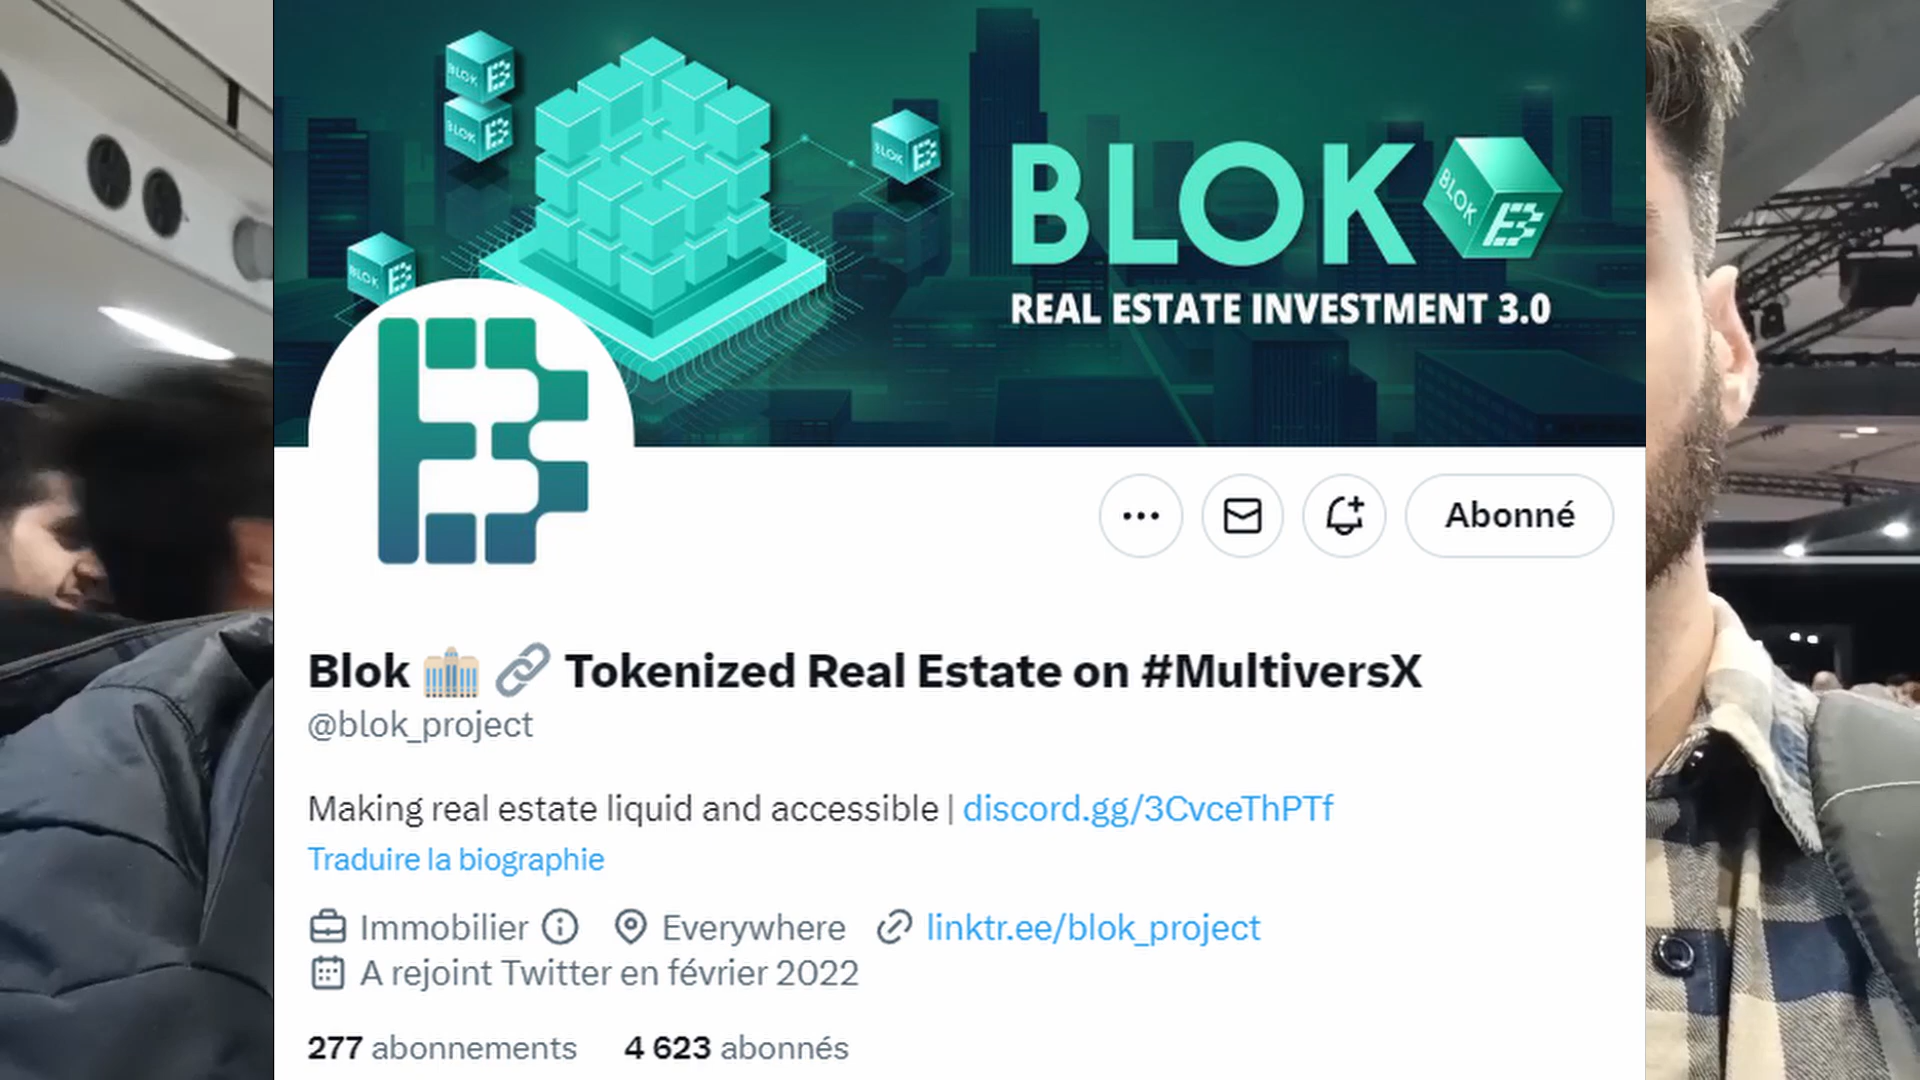 BLOK
BLOK
BLOK
BLOK
BLOK
BLOK
REAL ESTATE INVESTMENT 3.0
Abonné
Blok 🏢 🔗 Tokenized Real Estate on #MultiversX
@blok_project
Making real estate liquid and accessible | discord.gg/3CvceThPTf
Traduire la biographie
Immobilier Everywhere linktr.ee/blok_project
A rejoint Twitter en février 2022
277 abonnements 4 623 abonnés